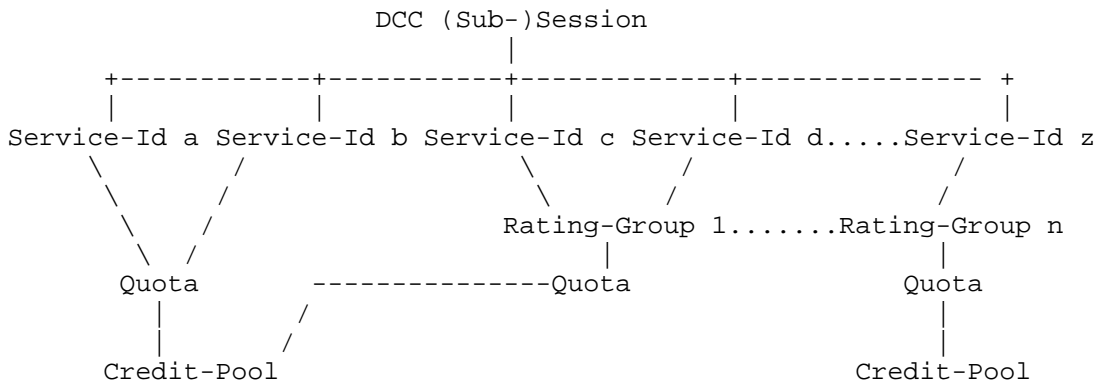 DCC (Sub-)Session
Service-Id a Service-Id b Service-Id c Service-Id d.....Service-Id z
Rating-Group 1.......Rating-Group n
Quota ---------------Quota Quota
Credit-Pool Credit-Pool